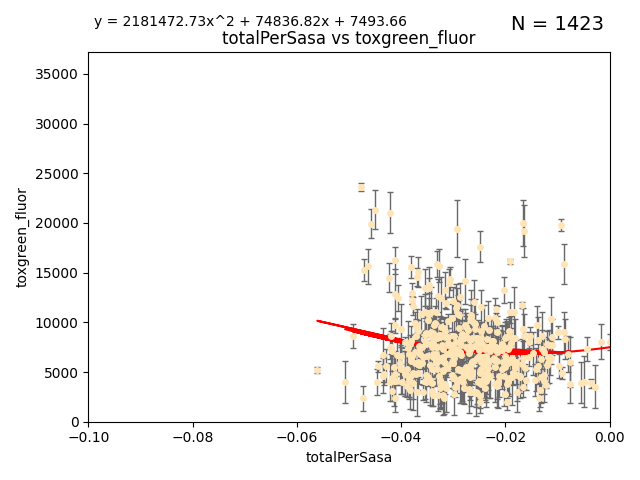 y = 2181472.73x^2 + 74836.82x + 7493.66
N = 1423
totalPerSasa vs toxgreen_fluor
35000
30000
25000
20000
15000
10000
5000
0
toxgreen_fluor
−0.10
−0.08
−0.06
−0.04
−0.02
0.00
totalPerSasa